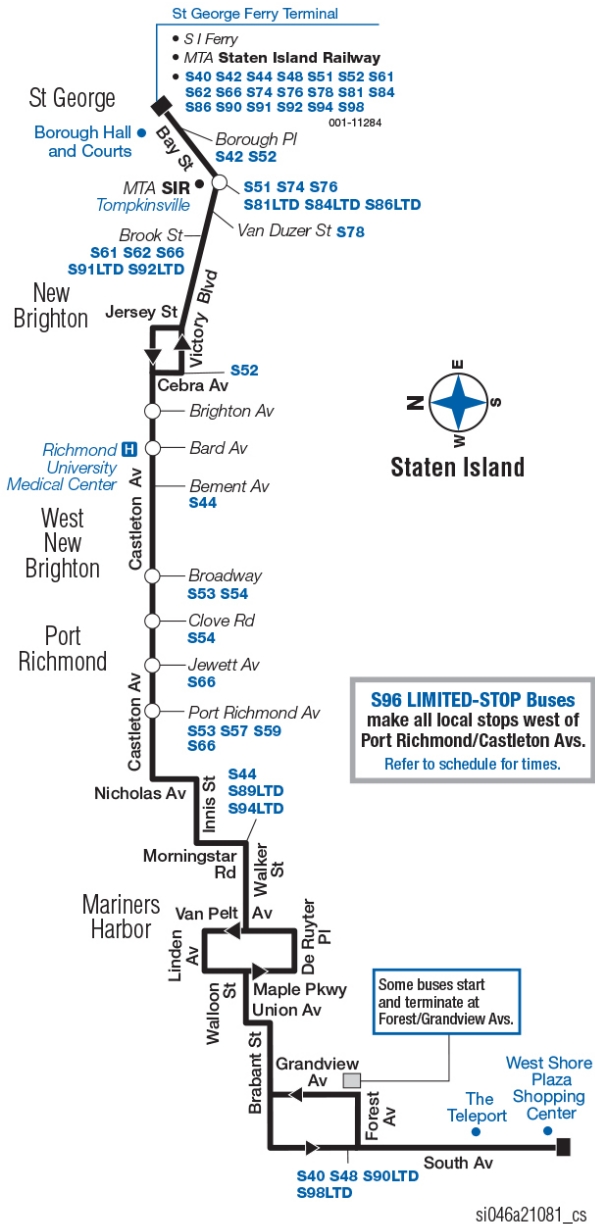 St George Ferry Terminal
• S I Ferry
• MTA Staten Island Railway
• S40 S42 S44 S48 S51 S52 S61
S62 S66 S74 S76 S78 S81 S84
S86 S90 S91 S92 S94 S98
001-11284
St George
Borough Hall
and Courts
Bay St
Borough Pl
S42 S52
MTA SIR
Tompkinsville
S51 S74 S76
S81LTD S84LTD S86LTD
Van Duzer St S78
Brook St
S61 S62 S66
S91LTD S92LTD
New
Brighton
Jersey St
Victory Blvd
S52
Cebra Av
Brighton Av
Richmond H
University
Medical Center
Bard Av
Castleton Av
Bement Av
S44
N
E
S
W
Staten Island
West
New
Brighton
Broadway
S53 S54
Clove Rd
S54
Port
Richmond
Jewett Av
S66
Castleton Av
Port Richmond Av
S53 S57 S59
S66
S96 LIMITED-STOP Buses
make all local stops west of
Port Richmond/Castleton Avs.
Refer to schedule for times.
Nicholas Av
Innis St
S44
S89LTD
S94LTD
Morningstar
Rd
Walker
St
Mariners
Harbor
Van Pelt Av
Linden
Av
De Ruyter
Pl
Walloon
St
Maple Pkwy
Union Av
Some buses start
and terminate at
Forest/Grandview Avs.
Brabant St
Grandview
Av
Forest
Av
The
Teleport
West Shore
Plaza
Shopping
Center
South Av
S40 S48 S90LTD
S98LTD
si046a21081_cs